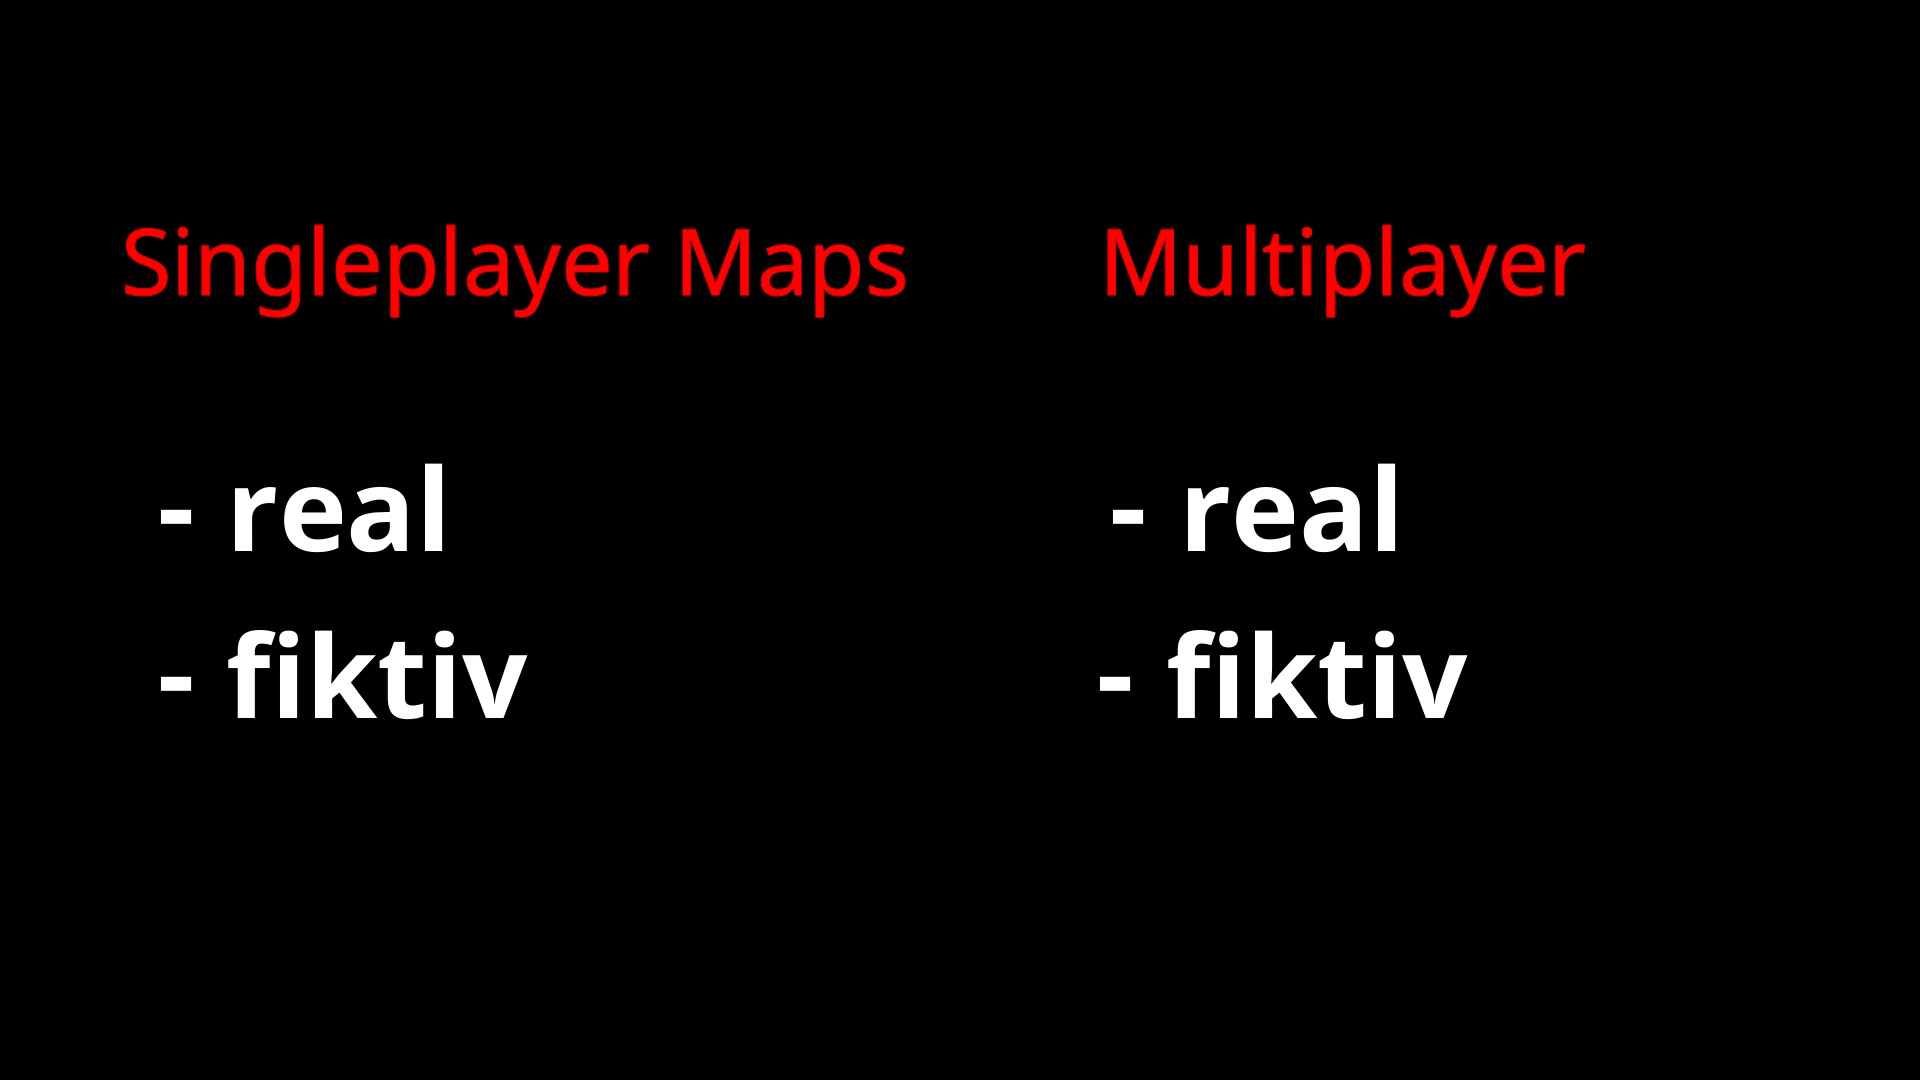 Singleplayer Maps
- real
- fiktiv
Multiplayer
- real
- fiktiv